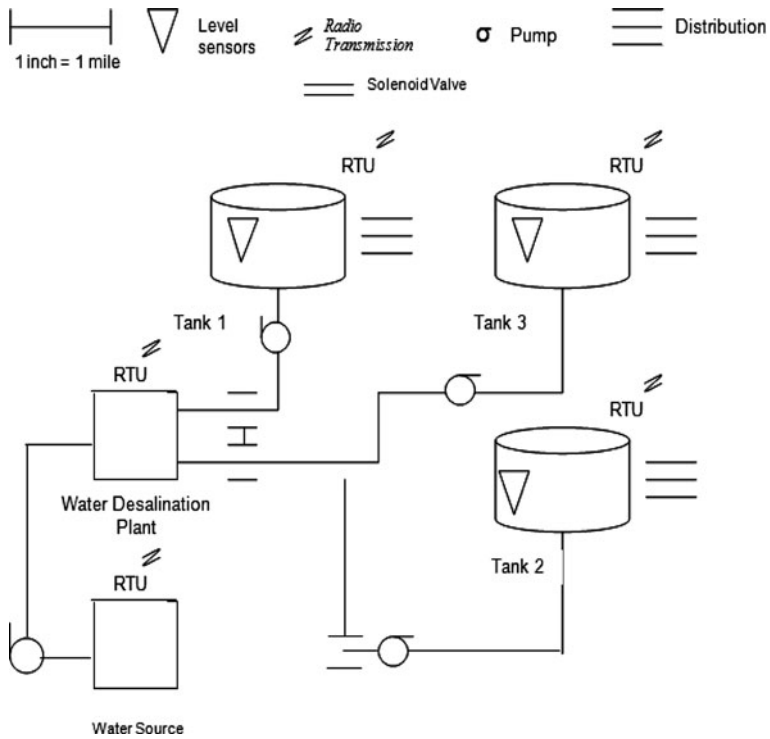 1 inch = 1 mile
Level
sensors
Radio
Transmission
σ Pump
Distribution
Solenoid Valve
RTU
RTU
Tank 1
Tank 3
RTU
RTU
Water Desalination
Plant
Tank 2
RTU
Water Source